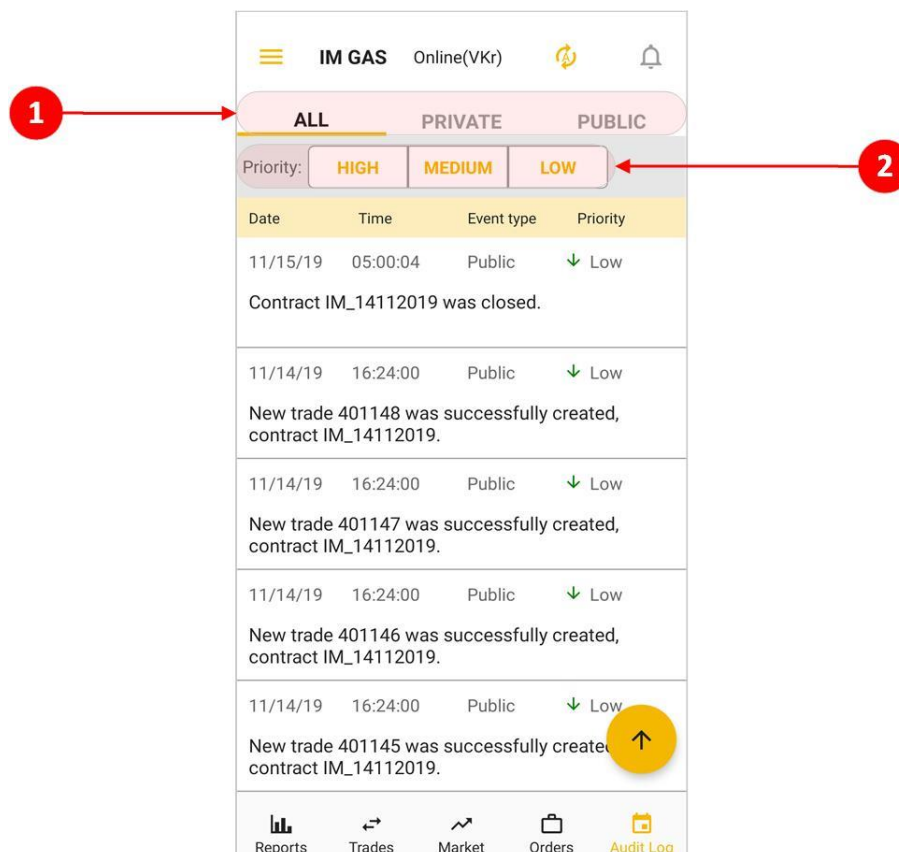 IM GAS Online(VKr)
1
ALL PRIVATE PUBLIC
Priority: HIGH MEDIUM LOW
2
Date Time Event type Priority
11/15/19 05:00:04 Public Low
Contract IM_14112019 was closed.
11/14/19 16:24:00 Public Low
New trade 401148 was successfully created,
contract IM_14112019.
11/14/19 16:24:00 Public Low
New trade 401147 was successfully created,
contract IM_14112019.
11/14/19 16:24:00 Public Low
New trade 401146 was successfully created,
contract IM_14112019.
11/14/19 16:24:00 Public Low
New trade 401145 was successfully create
contract IM_14112019.
Reports Trades Market Orders Audit Log